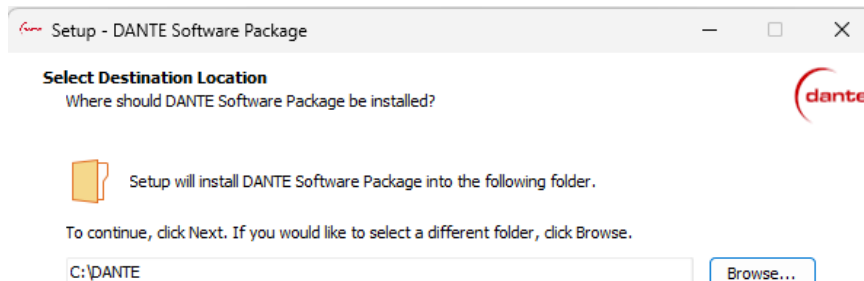 Setup - DANTE Software Package
Select Destination Location
Where should DANTE Software Package be installed?
dante
Setup will install DANTE Software Package into the following folder.
To continue, click Next. If you would like to select a different folder, click Browse.
C:\DANTE
Browse...